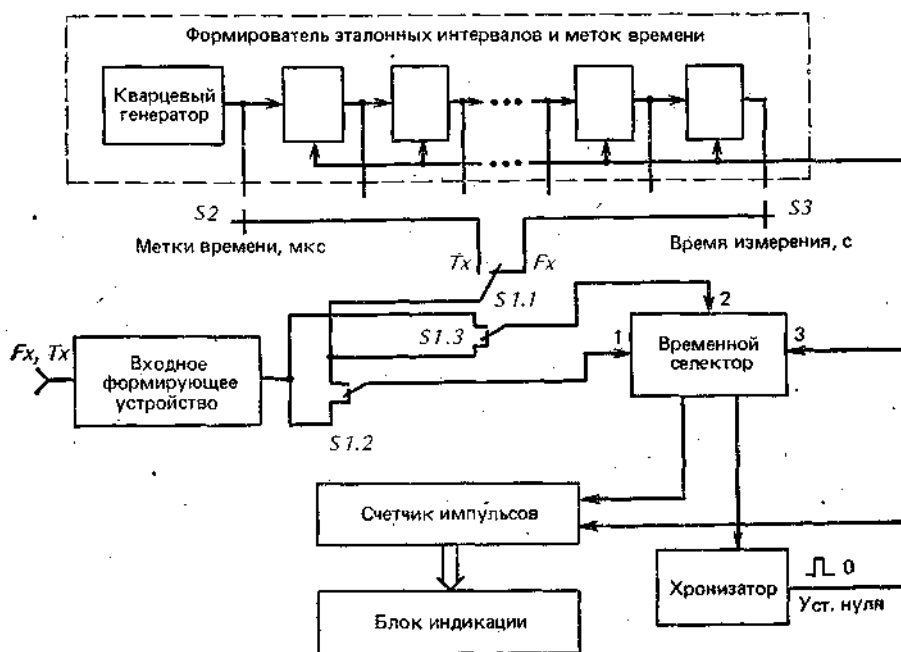 Формирователь эталонных интервалов и меток времени
Кварцевый
генератор
S2
S3
Метки времени, мкс
Время измерения, с
Tx
Fx
S1.1
S1.3
2
1
3
Fx, Tx
Входное
формирующее
устройство
Временной
селектор
S1.2
Счетчик импульсов
Хронизатор
0
Уст. нуля
Блок индикации